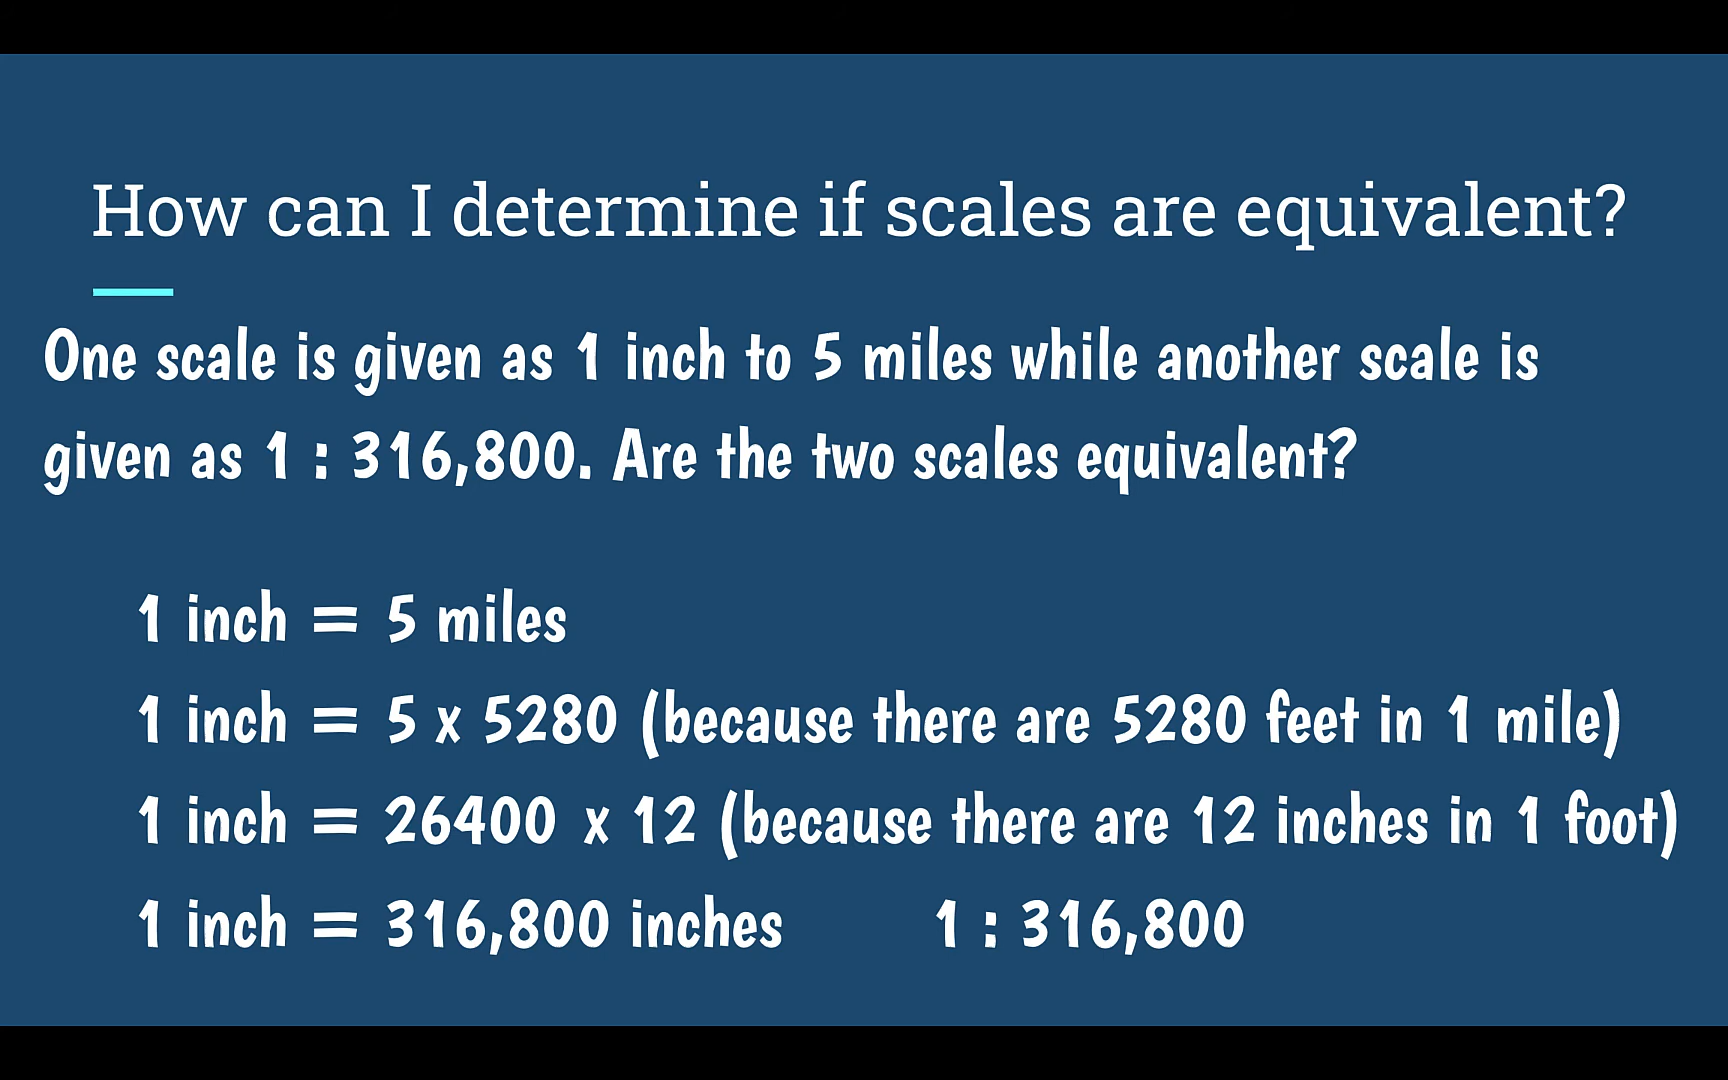 How can I determine if scales are equivalent?
One scale is given as 1 inch to 5 miles while another scale is
given as 1 : 316,800. Are the two scales equivalent?
1 inch = 5 miles
1 inch = 5 x 5280 (because there are 5280 feet in 1 mile)
1 inch = 26400 x 12 (because there are 12 inches in 1 foot)
1 inch = 316,800 inches 1 : 316,800